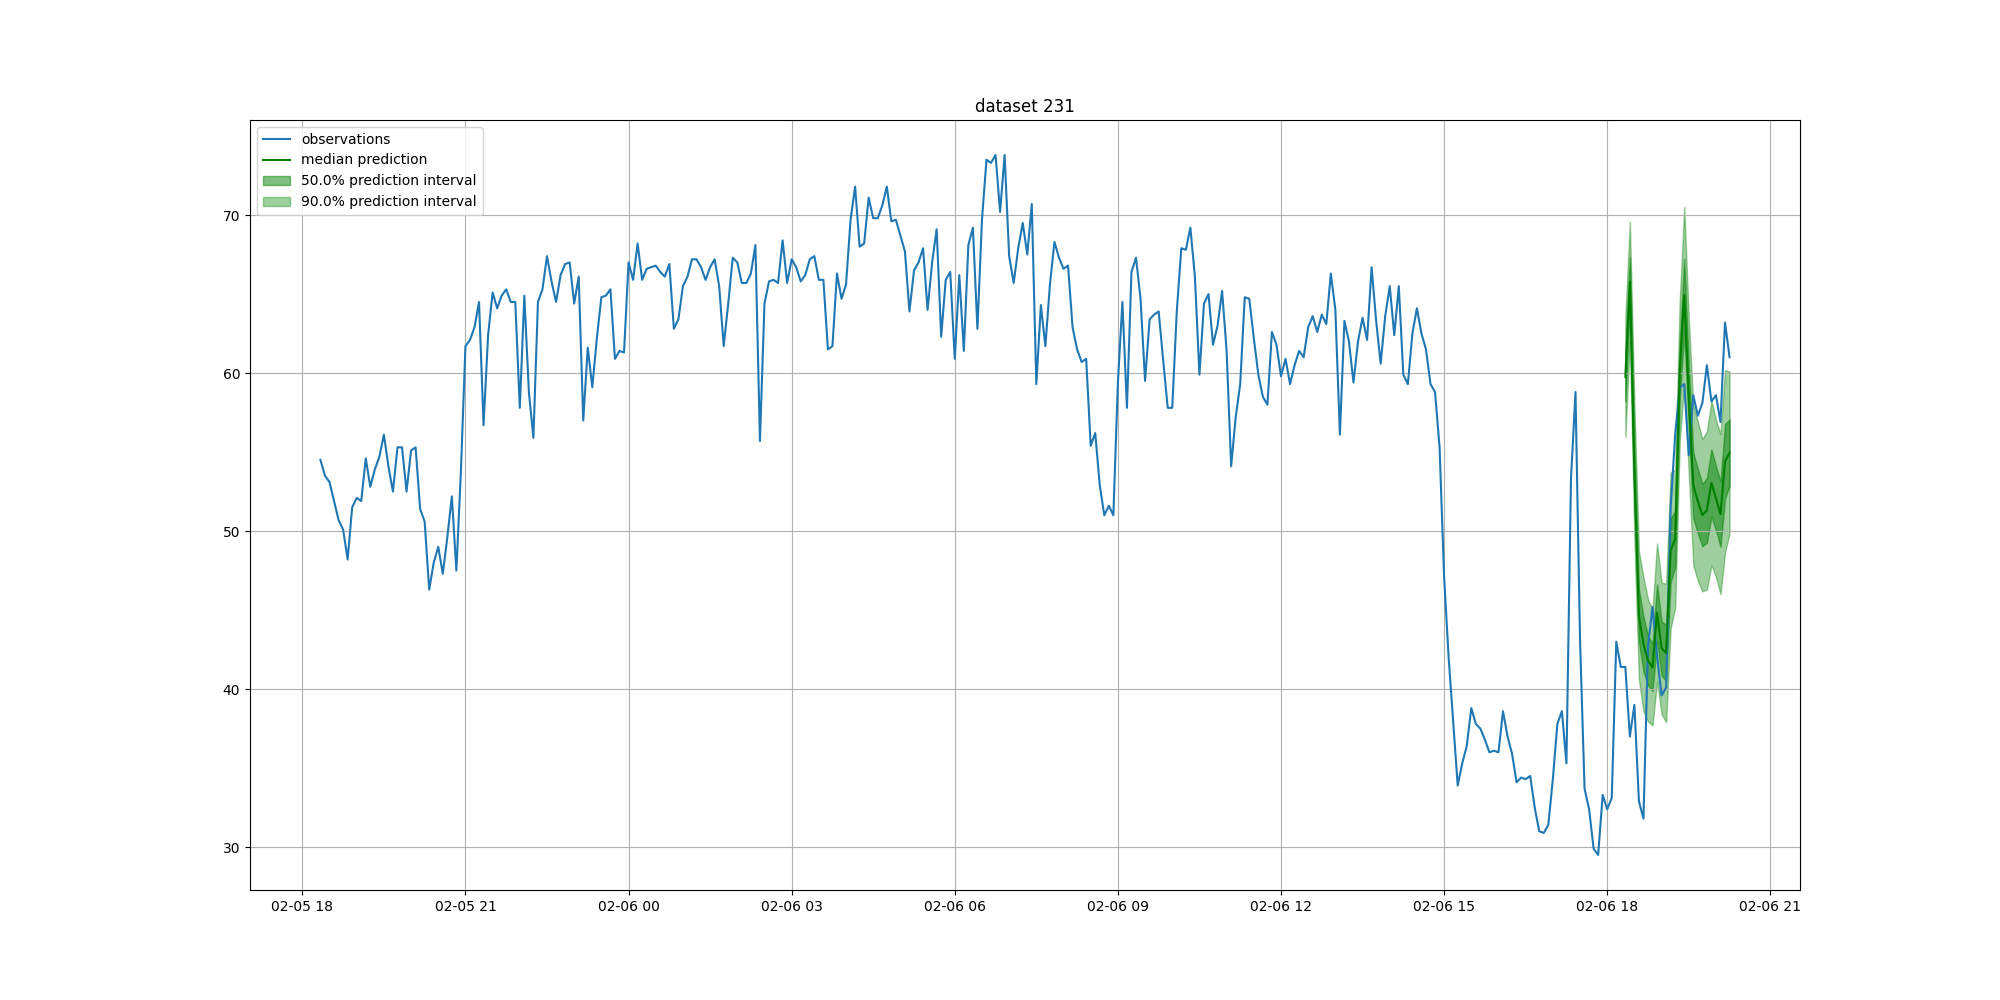 dataset 231
observations
median prediction
50.0% prediction interval
90.0% prediction interval
70
60
50
40
30
02-05 18 02-05 21 02-06 00 02-06 03 02-06 06 02-06 09 02-06 12 02-06 15 02-06 18 02-06 21